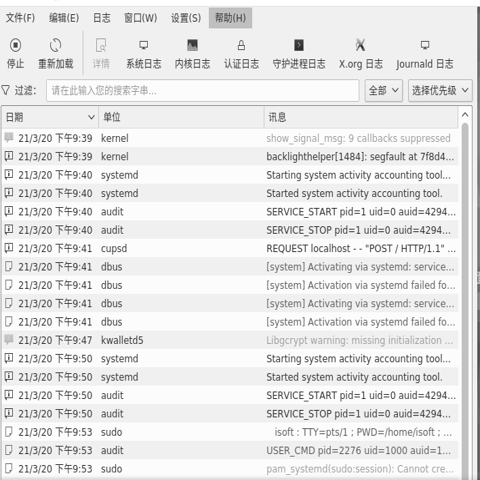 文件(F) 编辑(E) 日志 窗口(W) 设置(S) 帮助(H)
停止 重新加载 详情 系统日志 内核日志 认证日志 守护进程日志 X.org 日志 Journald 日志
过滤: 请在此输入您的搜索字串... 全部 选择优先级
日期 单位 讯息
21/3/20 下午9:39 kernel show_signal_msg: 9 callbacks suppressed
21/3/20 下午9:39 kernel backlighthelper[1484]: segfault at 7f8d4...
21/3/20 下午9:40 systemd Starting system activity accounting tool...
21/3/20 下午9:40 systemd Started system activity accounting tool.
21/3/20 下午9:40 audit SERVICE_START pid=1 uid=0 auid=4294...
21/3/20 下午9:40 audit SERVICE_STOP pid=1 uid=0 auid=4294...
21/3/20 下午9:41 cupsd REQUEST localhost - - "POST / HTTP/1.1" ...
21/3/20 下午9:41 dbus [system] Activating via systemd: service...
21/3/20 下午9:41 dbus [system] Activation via systemd failed fo...
21/3/20 下午9:41 dbus [system] Activating via systemd: service...
21/3/20 下午9:41 dbus [system] Activation via systemd failed fo...
21/3/20 下午9:47 kwalletd5 Libgcrypt warning: missing initialization ...
21/3/20 下午9:50 systemd Starting system activity accounting tool...
21/3/20 下午9:50 systemd Started system activity accounting tool.
21/3/20 下午9:50 audit SERVICE_START pid=1 uid=0 auid=4294...
21/3/20 下午9:50 audit SERVICE_STOP pid=1 uid=0 auid=4294...
21/3/20 下午9:53 sudo isoft : TTY=pts/1 ; PWD=/home/isoft ; ...
21/3/20 下午9:53 audit USER_CMD pid=2276 uid=1000 auid=1...
21/3/20 下午9:53 sudo pam_systemd(sudo:session): Cannot cre...